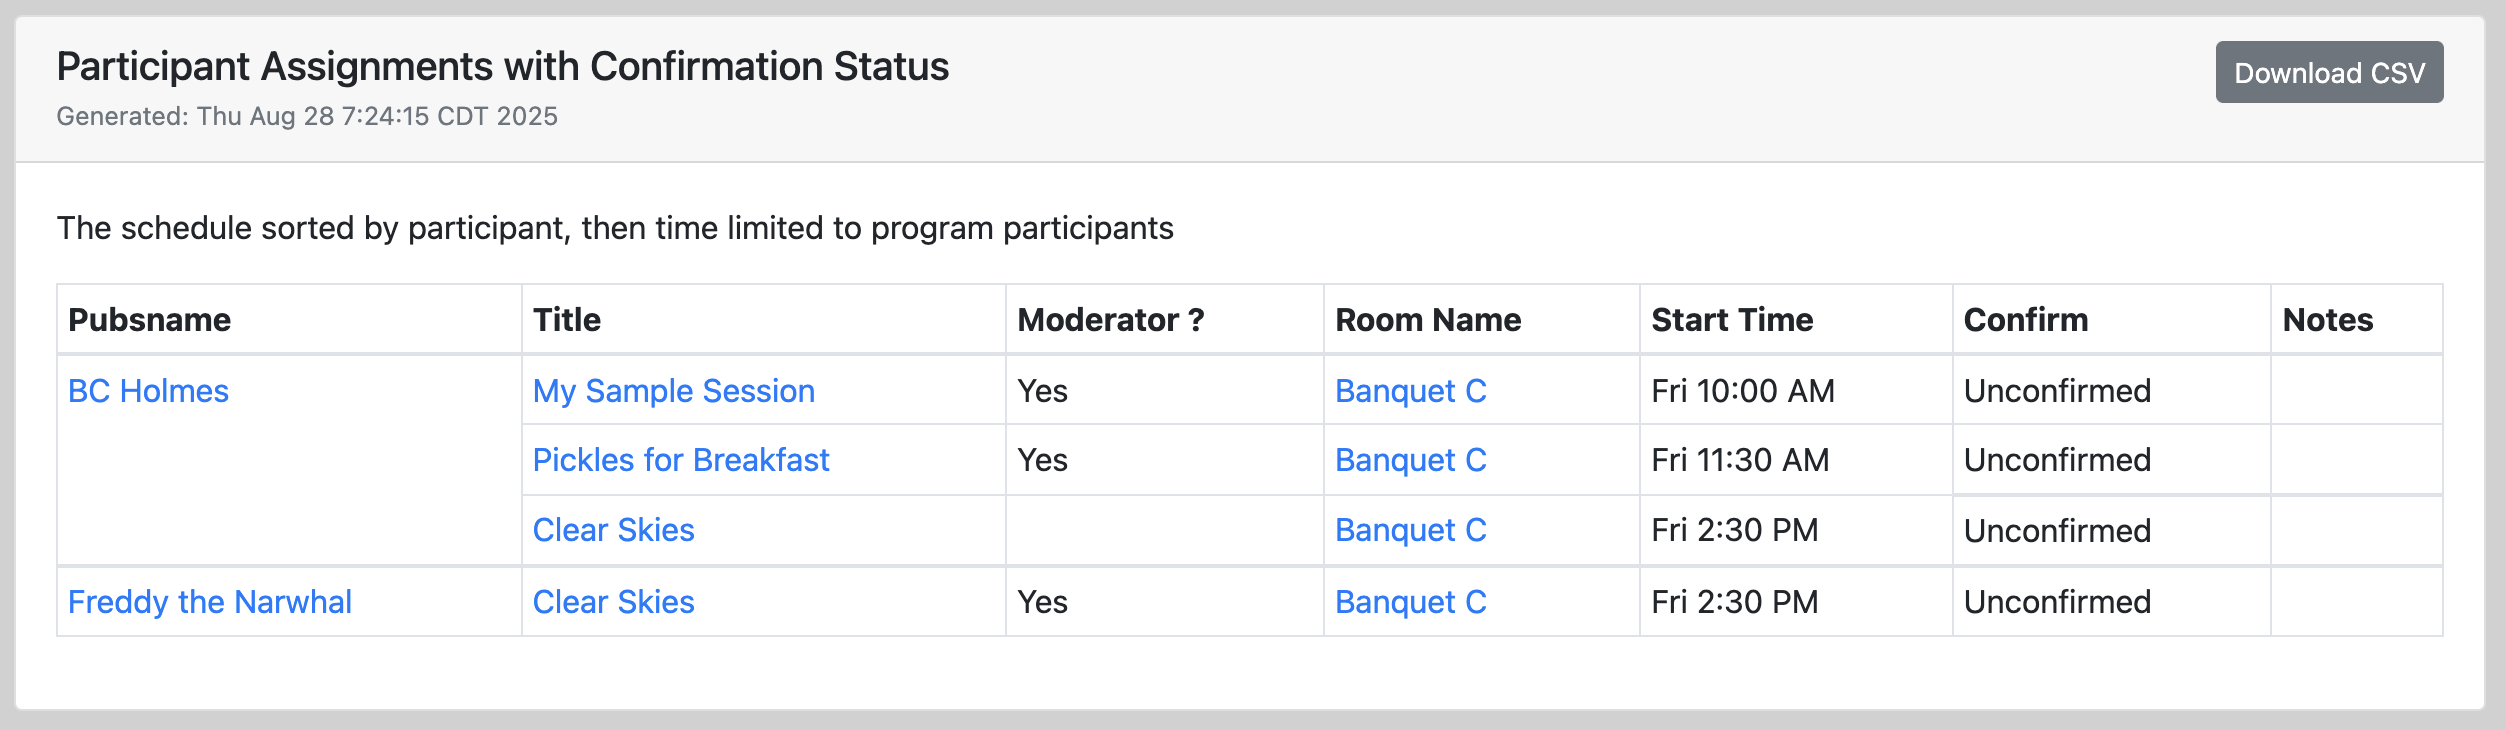 Participant Assignments with Confirmation Status
Download CSV
Generated: Thu Aug 28 7:24:15 CDT 2025
The schedule sorted by participant, then time limited to program participants
Pubsname Title Moderator ? Room Name Start Time Confirm Notes
BC Holmes My Sample Session Yes Banquet C Fri 10:00 AM Unconfirmed
Pickles for Breakfast Yes Banquet C Fri 11:30 AM Unconfirmed
Clear Skies Banquet C Fri 2:30 PM Unconfirmed
Freddy the Narwhal Clear Skies Yes Banquet C Fri 2:30 PM Unconfirmed